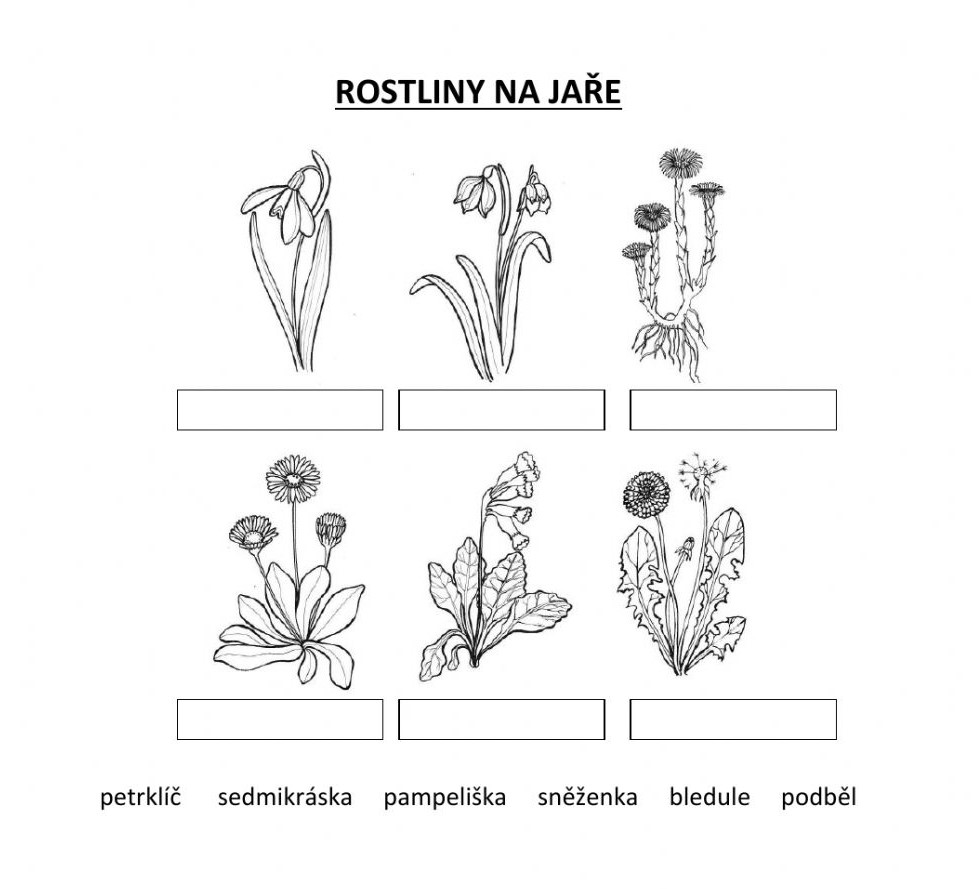 ROSTLINY NA JAŘE
petrklíč sedmikráska pampeliška sněženka bledule podběl